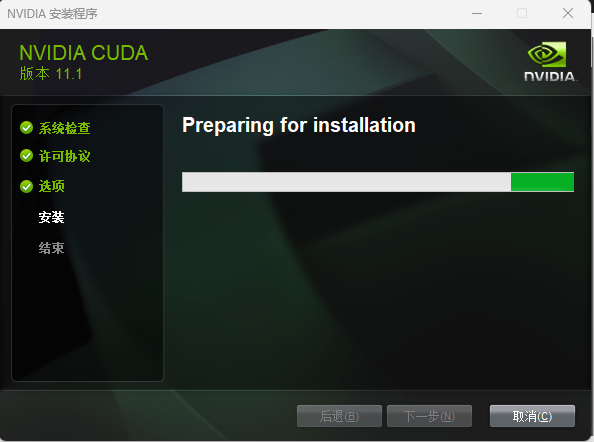 NVIDIA 安装程序
NVIDIA CUDA
版本 11.1
NVIDIA.
系统检查
许可协议
选项
安装
结束
Preparing for installation
后退(B)
下一步(N)
取消(C)